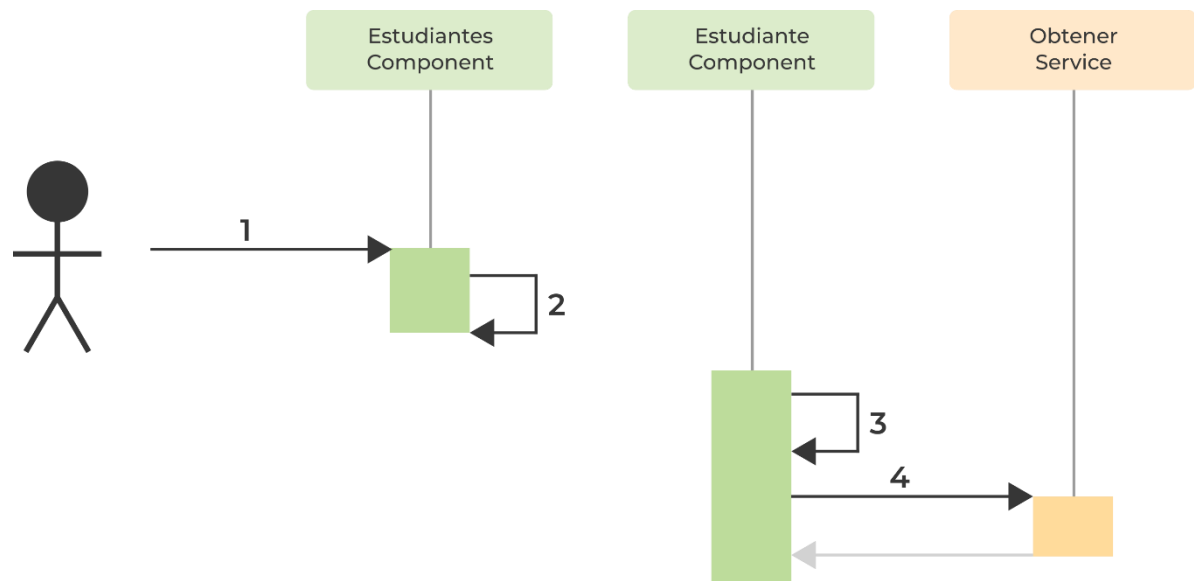 Estudiantes
Component
Estudiante
Component
Obtener
Service
1
2
3
4